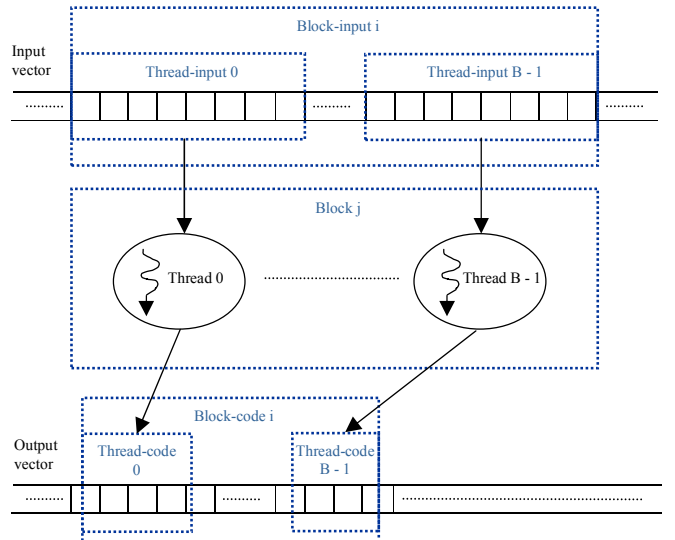 Block-input i
Input
vector
Thread-input 0
Thread-input B - 1
Block j
Thread 0
Thread B - 1
Block-code i
Output
vector
Thread-code
0
Thread-code
B - 1